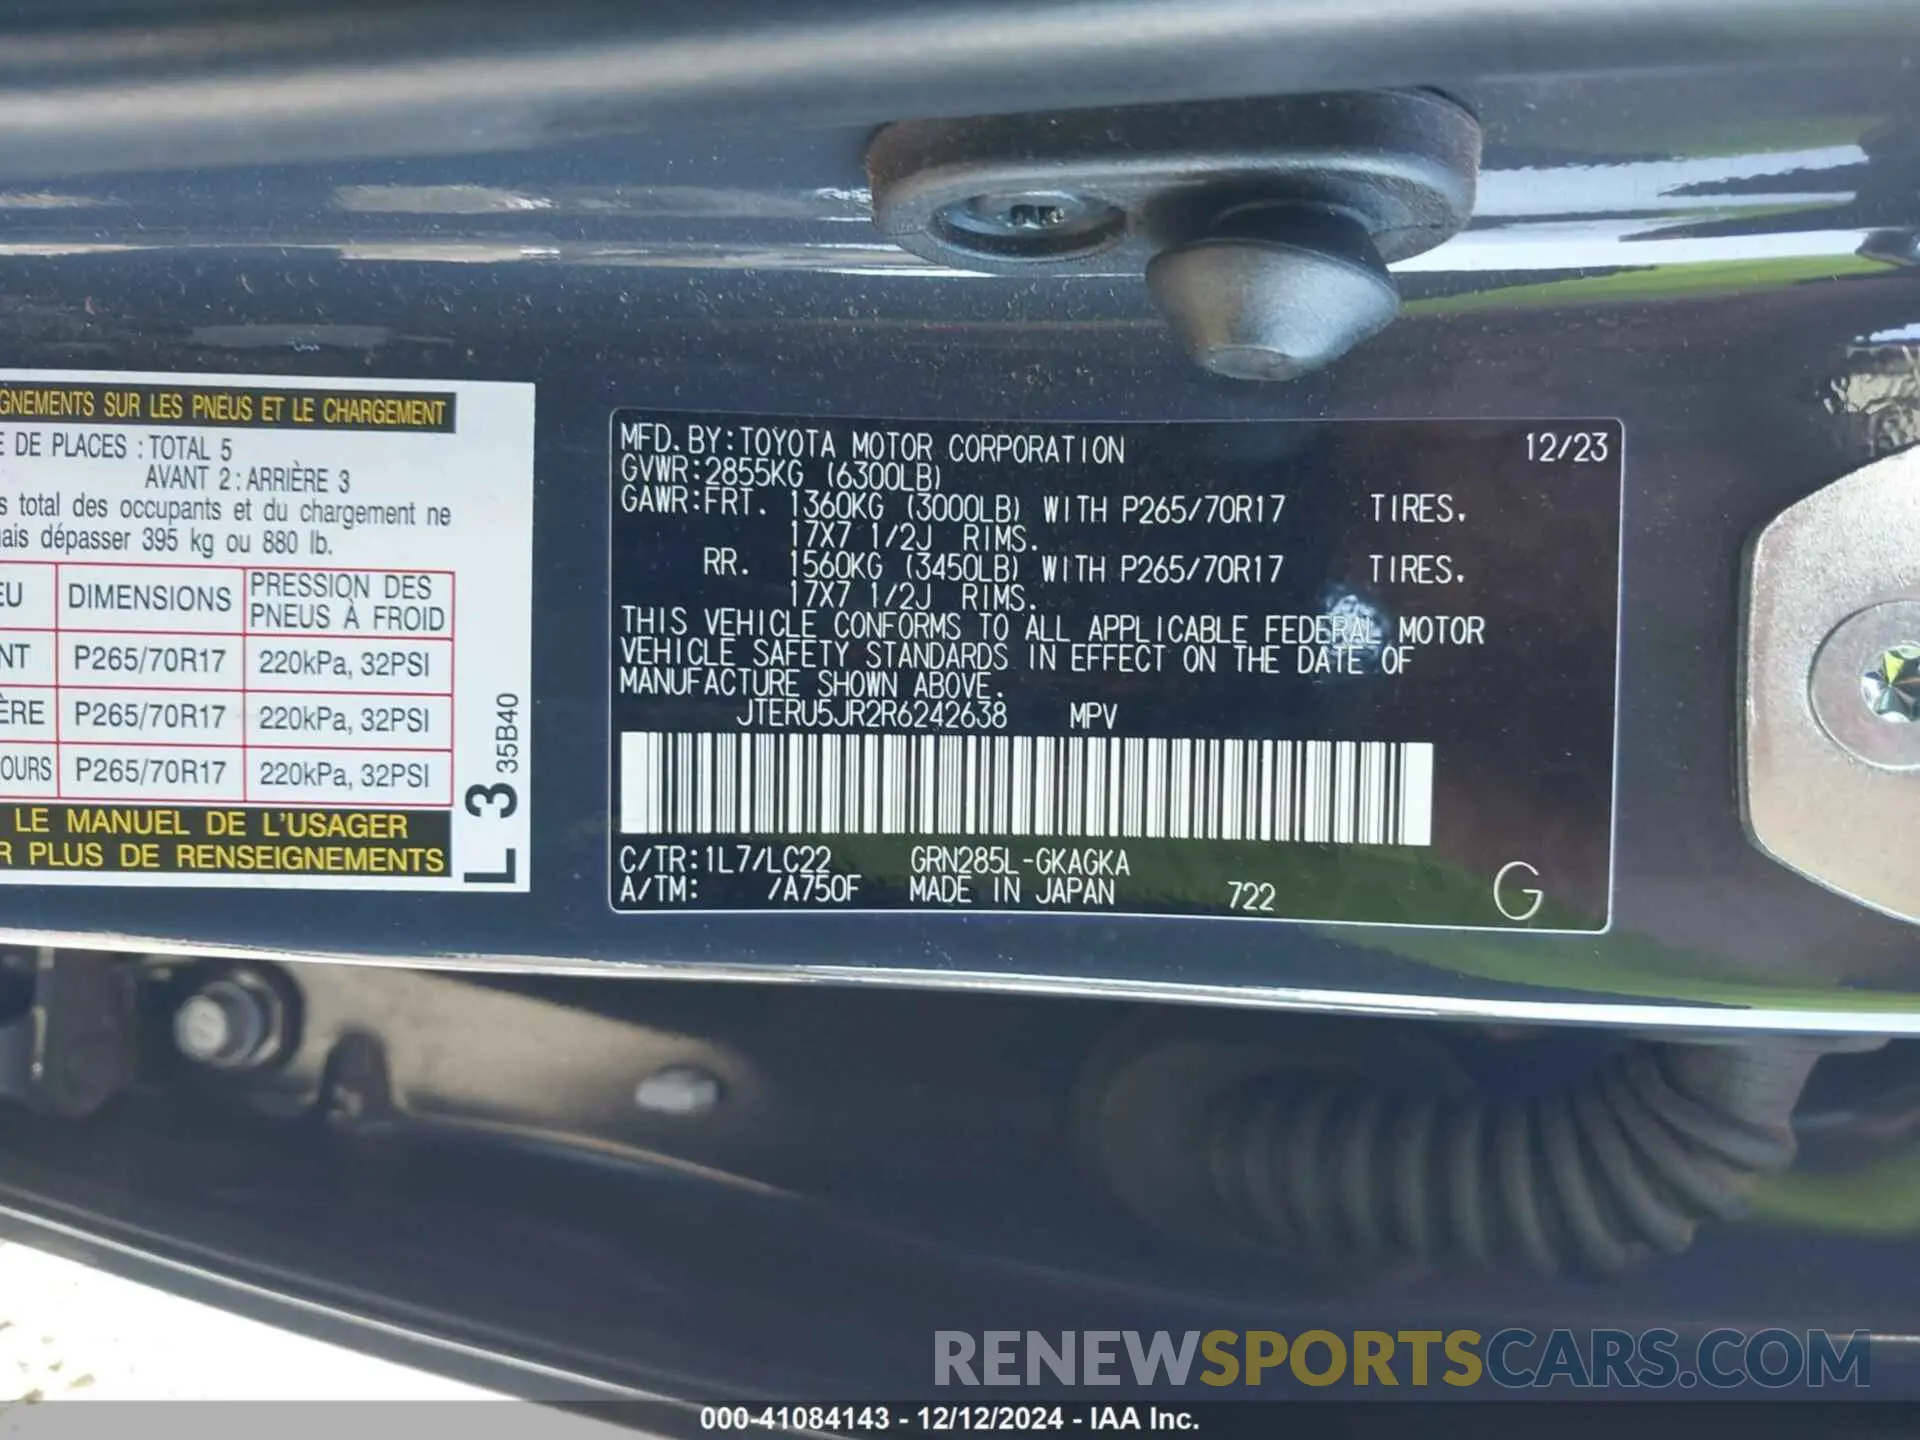 GNEMENTS SUR LES PNEUS ET LE CHARGEMENT
E DE PLACES : TOTAL 5
AVANT 2 : ARRIÈRE 3
s total des occupants et du chargement ne
ais dépasser 395 kg ou 880 lb.
EU DIMENSIONS PRESSION DES PNEUS À FROID
NT P265/70R17 220kPa, 32PSI
ÈRE P265/70R17 220kPa, 32PSI
OURS P265/70R17 220kPa, 32PSI
LE MANUEL DE L'USAGER
R PLUS DE RENSEIGNEMENTS
L 3 35B40
MFD. BY: TOYOTA MOTOR CORPORATION 12/23
GVWR: 2855KG (6300LB)
GAWR: FRT. 1360KG (3000LB) WITH P265/70R17 TIRES.
17X7 1/2J RIMS.
RR. 1560KG (3450LB) WITH P265/70R17 TIRES.
17X7 1/2J RIMS.
THIS VEHICLE CONFORMS TO ALL APPLICABLE FEDERAL MOTOR
VEHICLE SAFETY STANDARDS IN EFFECT ON THE DATE OF
MANUFACTURE SHOWN ABOVE.
JTERU5JR2R6242638 MPV
C/TR: 1L7/LC22 GRN285L-GKAGKA
A/TM: /A750F MADE IN JAPAN 722 G
RENEWSPORTSCARS.COM
000-41084143 - 12/12/2024 - IAA Inc.